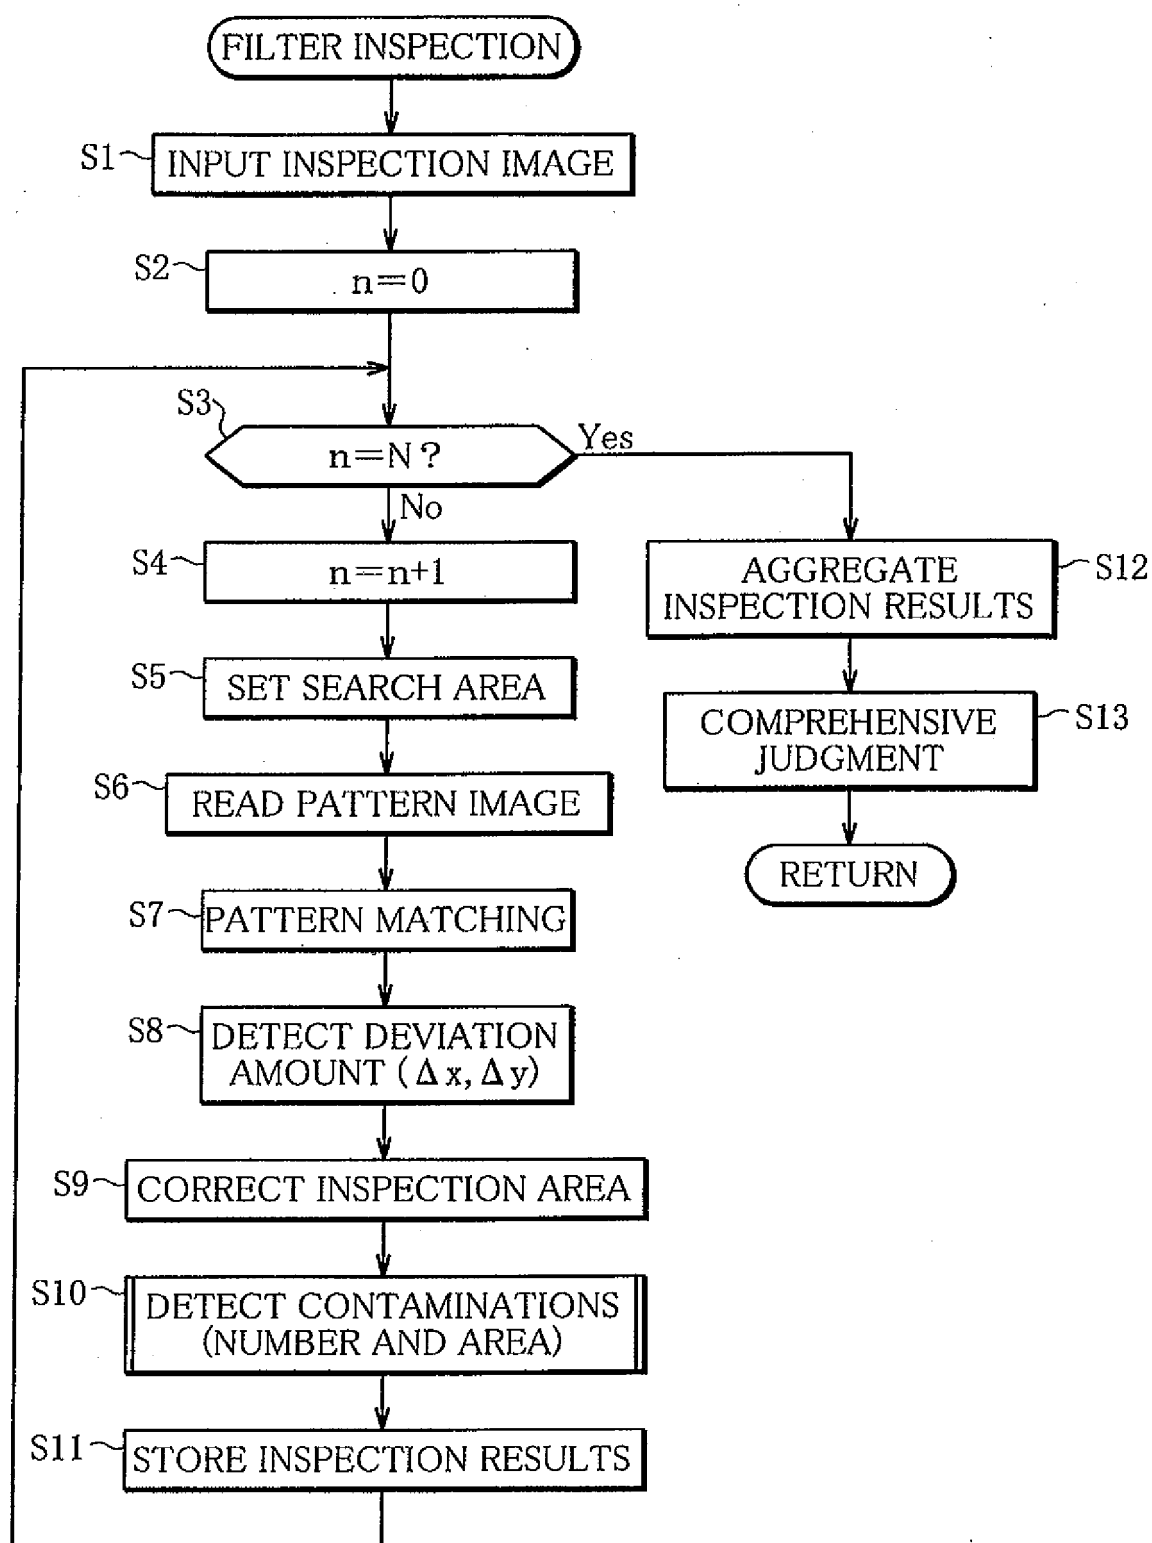 FILTER INSPECTION
S1
INPUT INSPECTION IMAGE
S2
n=0
S3
n=N?
Yes
No
S4
n=n+1
S5
SET SEARCH AREA
S6
READ PATTERN IMAGE
S7
PATTERN MATCHING
S8
DETECT DEVIATION
AMOUNT (Δx, Δy)
S9
CORRECT INSPECTION AREA
S10
DETECT CONTAMINATIONS
(NUMBER AND AREA)
S11
STORE INSPECTION RESULTS
S12
AGGREGATE
INSPECTION RESULTS
S13
COMPREHENSIVE
JUDGMENT
RETURN